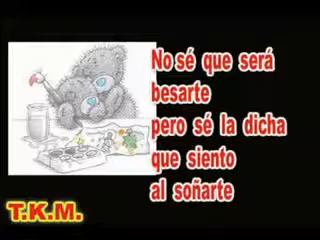 No sé que será
besarte
pero sé la dicha
que siento
al soñarte
T.K.M.